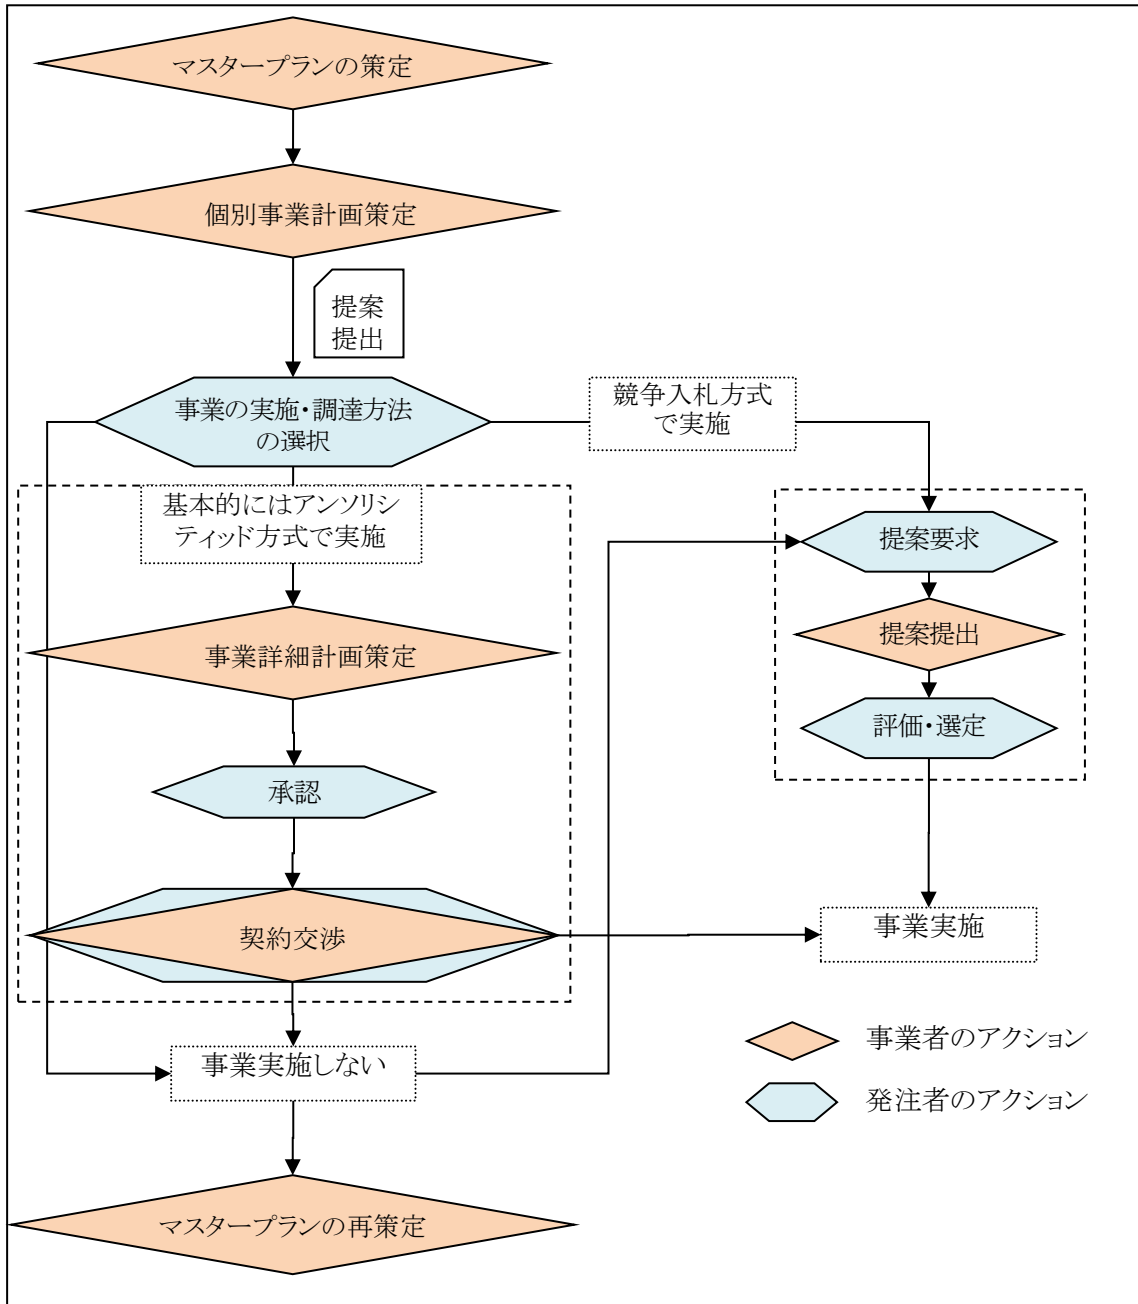 マスタープランの策定
個別事業計画策定
提案
提出
事業の実施・調達方法
の選択
競争入札方式
で実施
基本的にはアンソリシ
ティッド方式で実施
提案要求
事業詳細計画策定
提案提出
評価・選定
承認
契約交渉
事業実施
事業実施しない
事業者のアクション
発注者のアクション
マスタープランの再策定